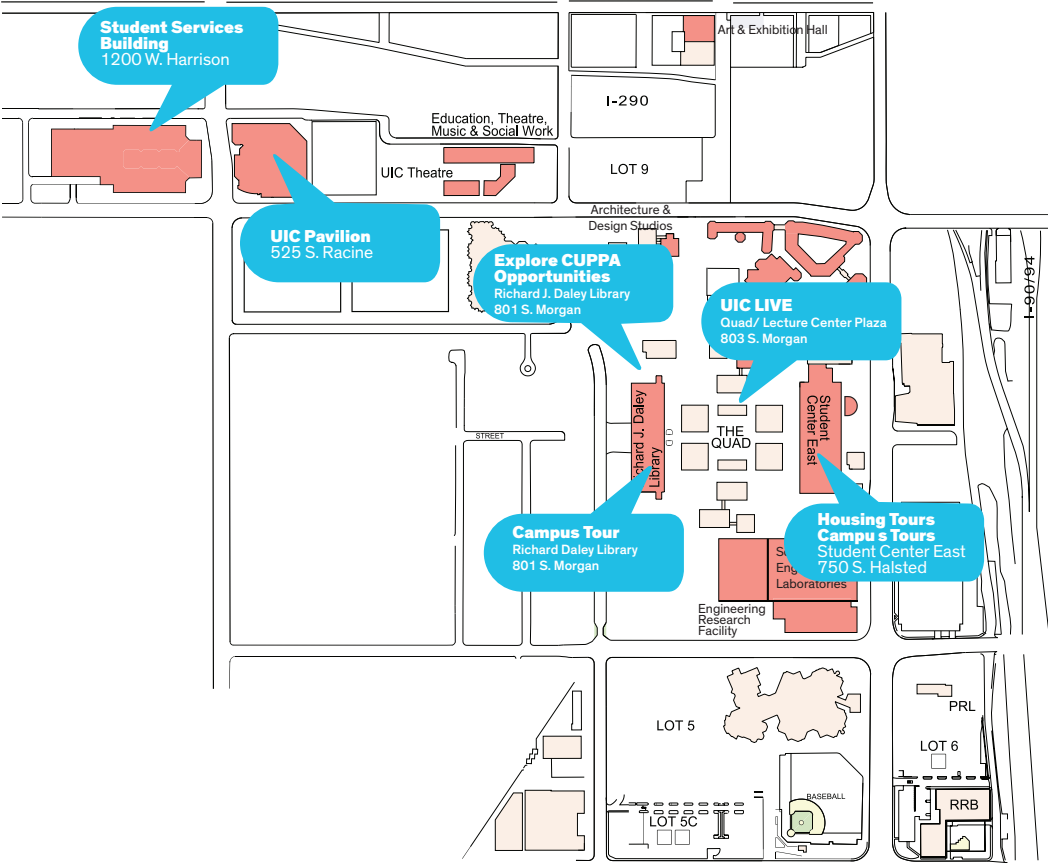 Student Services
Building
1200 W. Harrison
Art & Exhibition Hall
I-290
Education, Theatre,
Music & Social Work
UIC Theatre
LOT 9
UIC Pavilion
525 S. Racine
Architecture &
Design Studios
Explore CUPPA
Opportunities
Richard J. Daley Library
801 S. Morgan
UIC LIVE
Quad/ Lecture Center Plaza
803 S. Morgan
I-90/94
STREET
chard J. Daley
Library
THE
QUAD
Student
Center East
Campus Tour
Richard Daley Library
801 S. Morgan
Housing Tours
Campu s Tours
Student Center East
750 S. Halsted
Laboratories
Engineering
Research
Facility
LOT 5
PRL
LOT 6
BASEBALL
RRB
LOT 5C